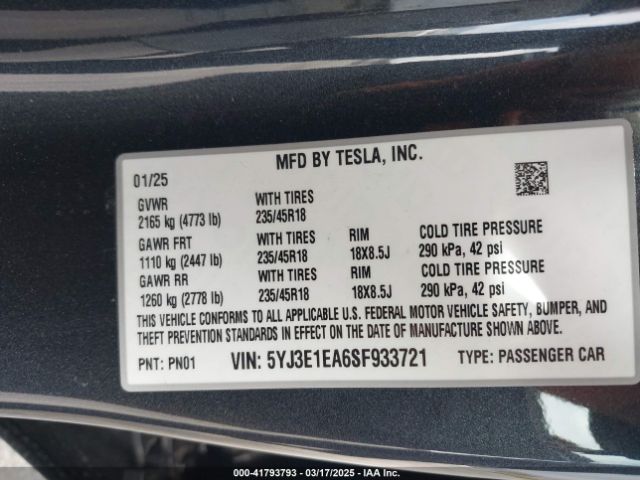 MFD BY TESLA, INC.
01/25
GVWR WITH TIRES
2165 kg (4773 lb) 235/45R18
GAWR FRT WITH TIRES RIM COLD TIRE PRESSURE
1110 kg (2447 lb) 235/45R18 18X8.5J 290 kPa, 42 psi
GAWR RR WITH TIRES RIM COLD TIRE PRESSURE
1260 kg (2778 lb) 235/45R18 18X8.5J 290 kPa, 42 psi
THIS VEHICLE CONFORMS TO ALL APPLICABLE U.S. FEDERAL MOTOR VEHICLE SAFETY, BUMPER, AND
THEFT PREVENTION STANDARDS IN EFFECT ON THE DATE OF MANUFACTURE SHOWN ABOVE.
PNT: PN01 VIN: 5YJ3E1EA6SF933721 TYPE: PASSENGER CAR
000-41793793 - 03/17/2025 - IAA Inc.